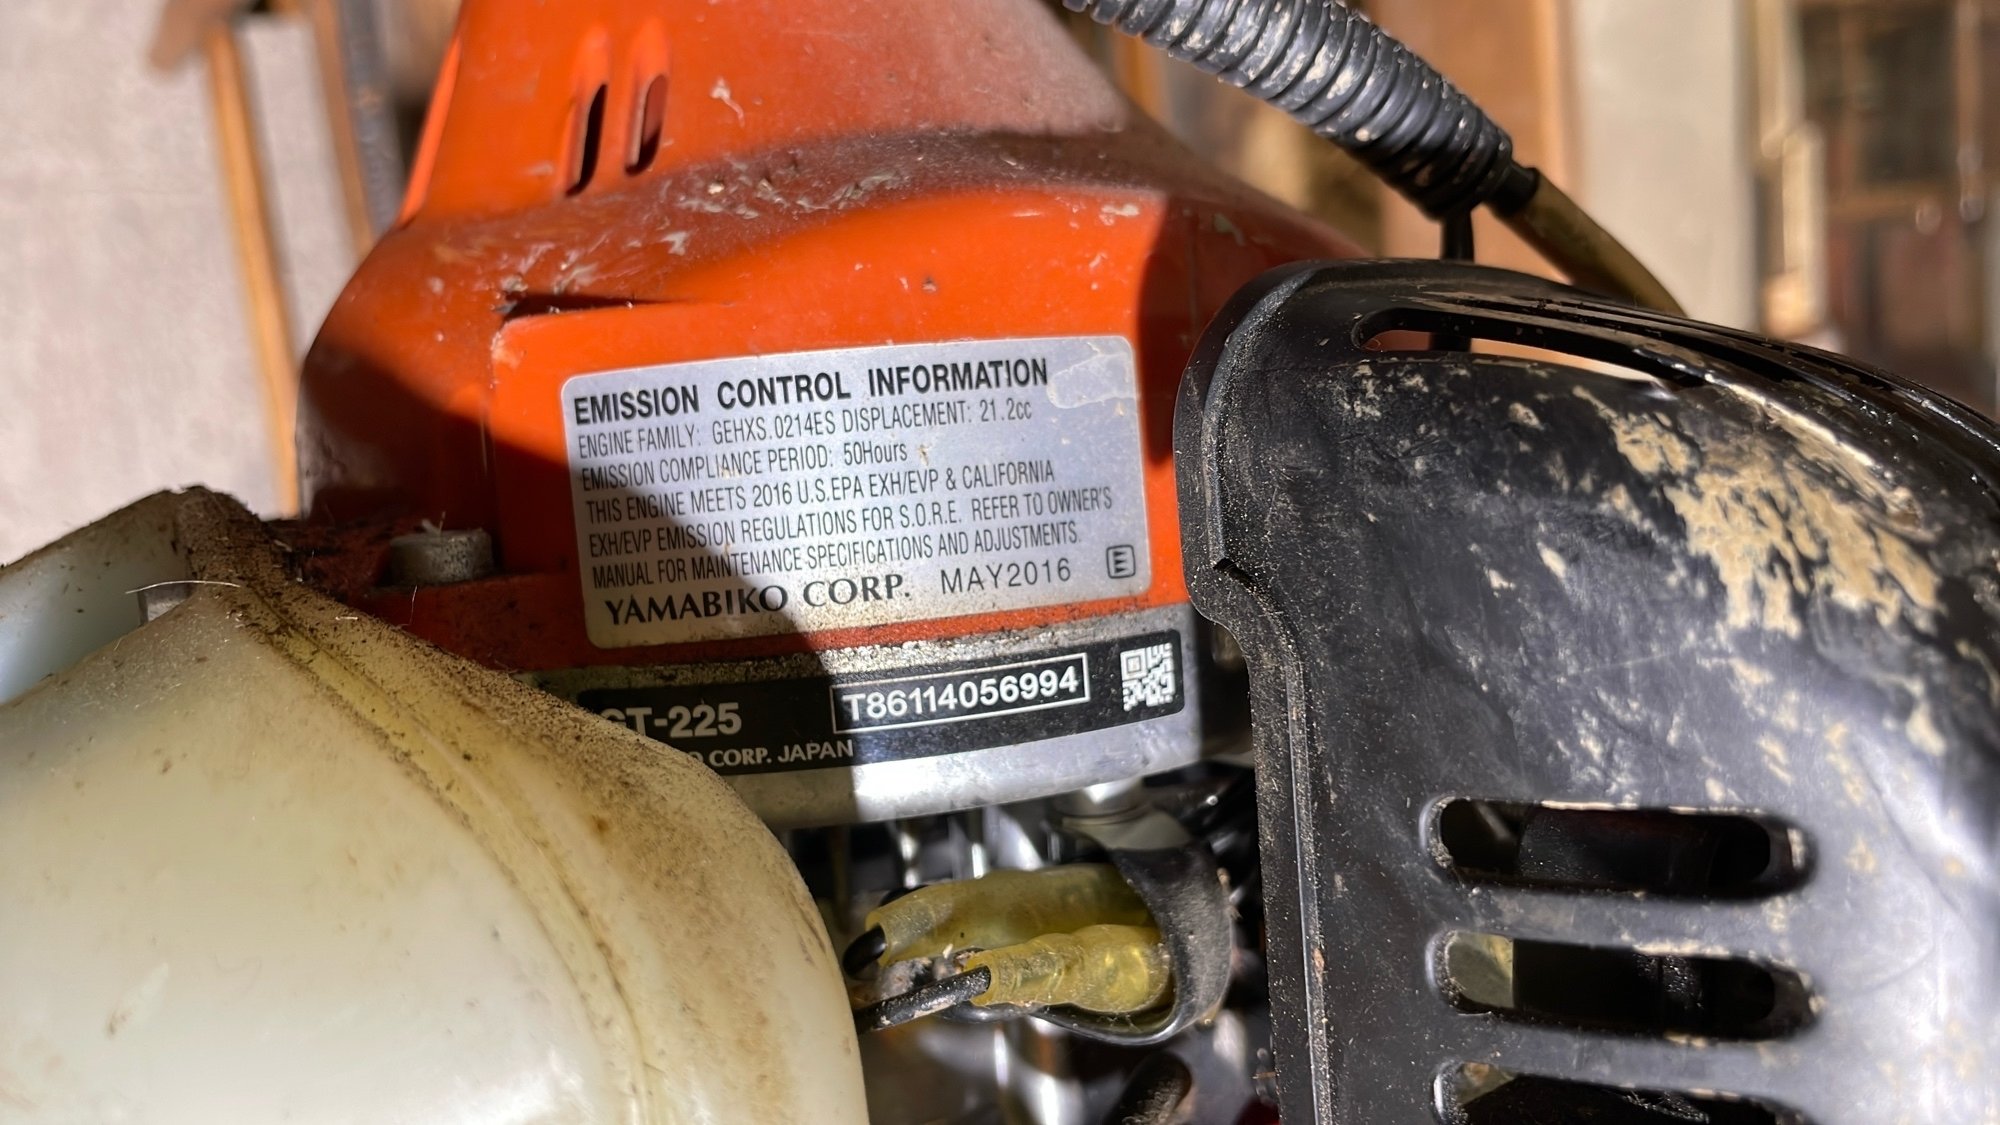 EMISSION CONTROL INFORMATION
ENGINE FAMILY: GEHXS.0214ES DISPLACEMENT: 21.2cc
EMISSION COMPLIANCE PERIOD: 50Hours
THIS ENGINE MEETS 2016 U.S.EPA EXH/EVP & CALIFORNIA
EXH/EVP EMISSION REGULATIONS FOR S.O.R.E. REFER TO OWNER'S
MANUAL FOR MAINTENANCE SPECIFICATIONS AND ADJUSTMENTS.
YAMABIKO CORP. MAY2016 E
T-225 T86114056994
CORP. JAPAN